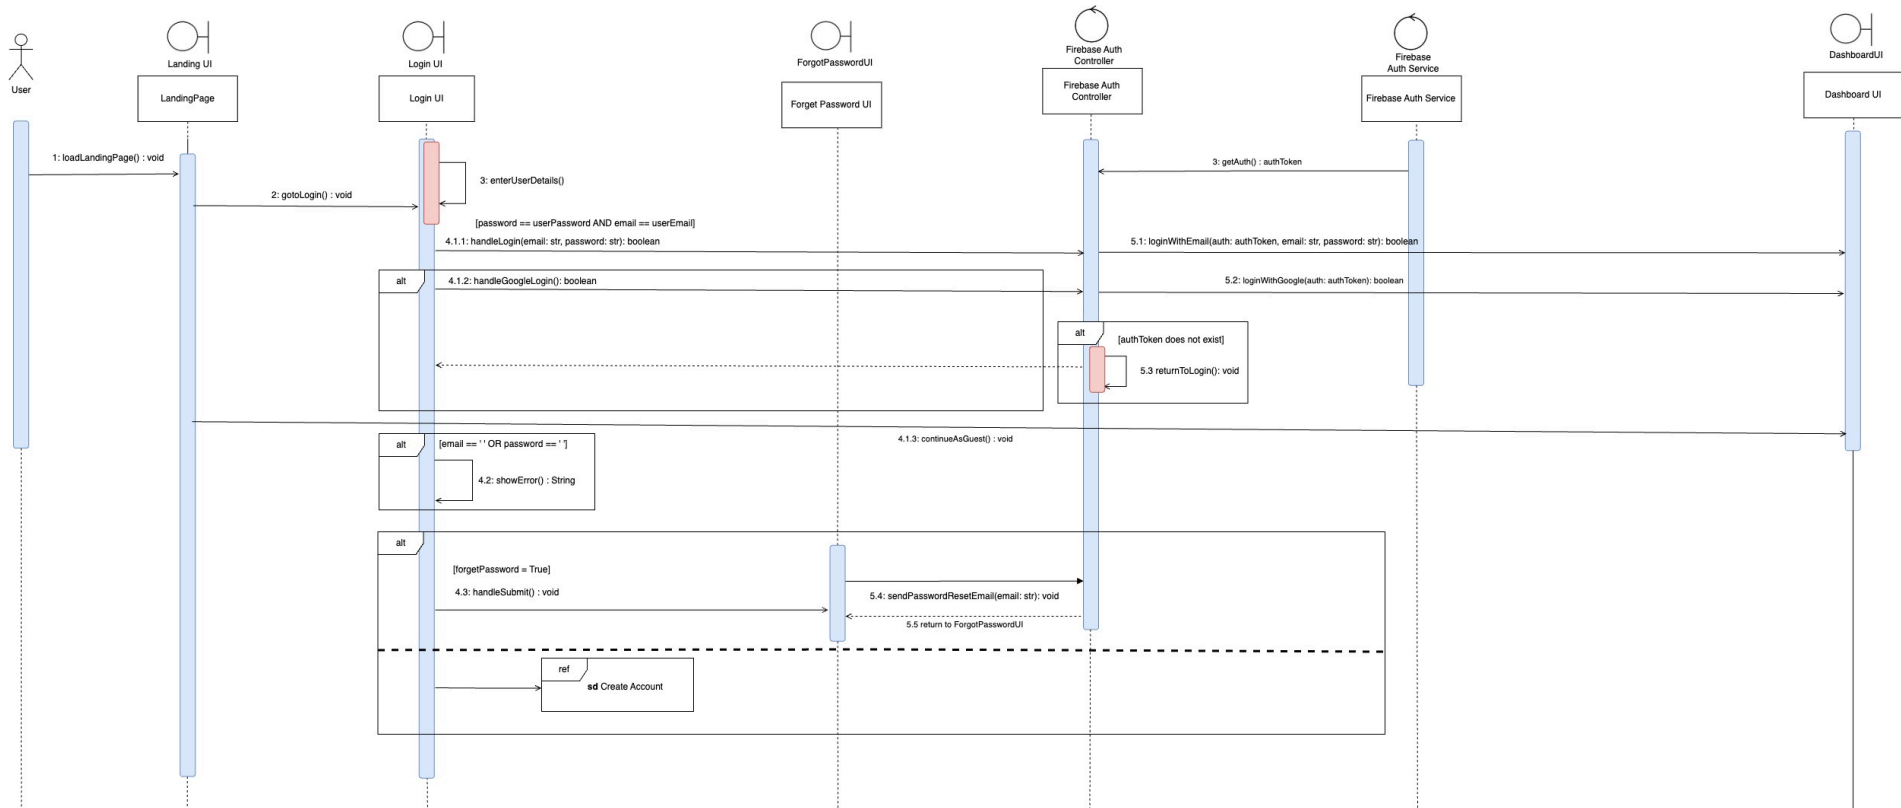 User
Landing UI
LandingPage
Login UI
Login UI
ForgotPasswordUI
Forget Password UI
Firebase Auth
Controller
Firebase Auth
Controller
Firebase
Auth Service
Firebase Auth Service
DashboardUI
Dashboard UI
1: loadLandingPage() : void
2: gotoLogin() : void
3: enterUserDetails()
3: getAuth() : authToken
[password == userPassword AND email == userEmail]
4.1.1: handleLogin(email: str, password: str): boolean
5.1: loginWithEmail(auth: authToken, email: str, password: str): boolean
alt
4.1.2: handleGoogleLogin(): boolean
5.2: loginWithGoogle(auth: authToken): boolean
alt
[authToken does not exist]
5.3 returnToLogin(): void
4.1.3: continueAsGuest() : void
alt
[email == ' ' OR password == ' ']
4.2: showError() : String
alt
[forgetPassword = True]
4.3: handleSubmit() : void
5.4: sendPasswordResetEmail(email: str): void
5.5 return to ForgotPasswordUI
ref
sd Create Account